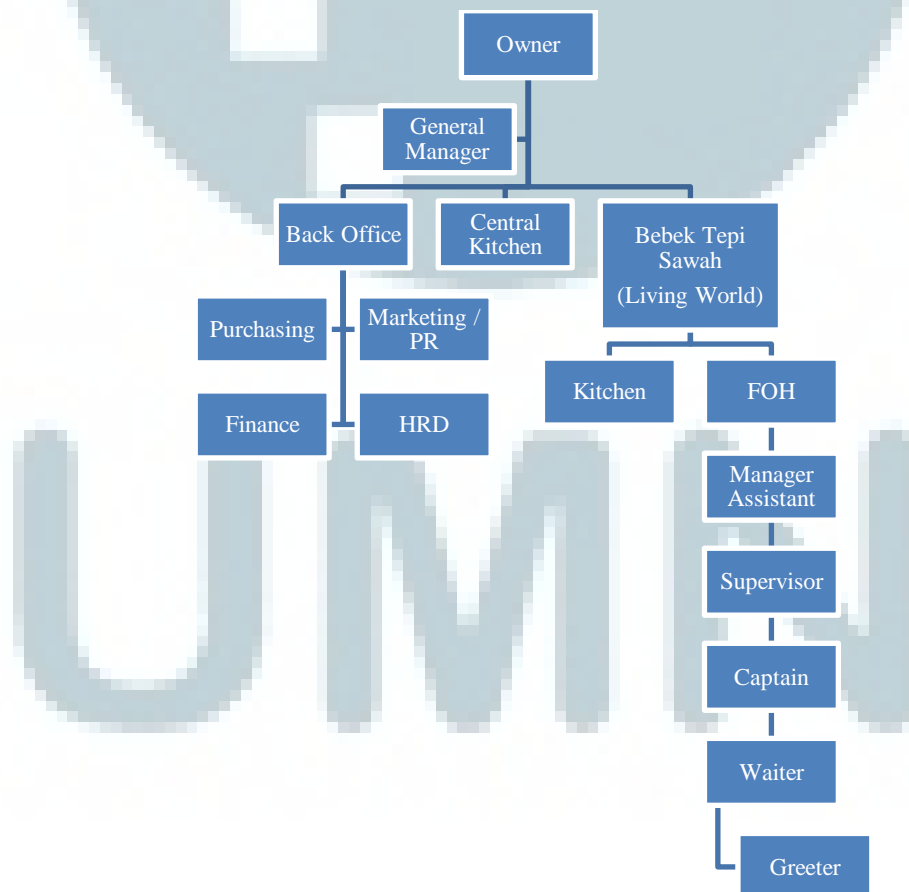 Owner
General
Manager
Back Office
Central
Kitchen
Bebek Tepi
Sawah
(Living World)
Purchasing
Marketing /
PR
Kitchen
FOH
Finance
HRD
Manager
Assistant
Supervisor
Captain
Waiter
Greeter
UMN